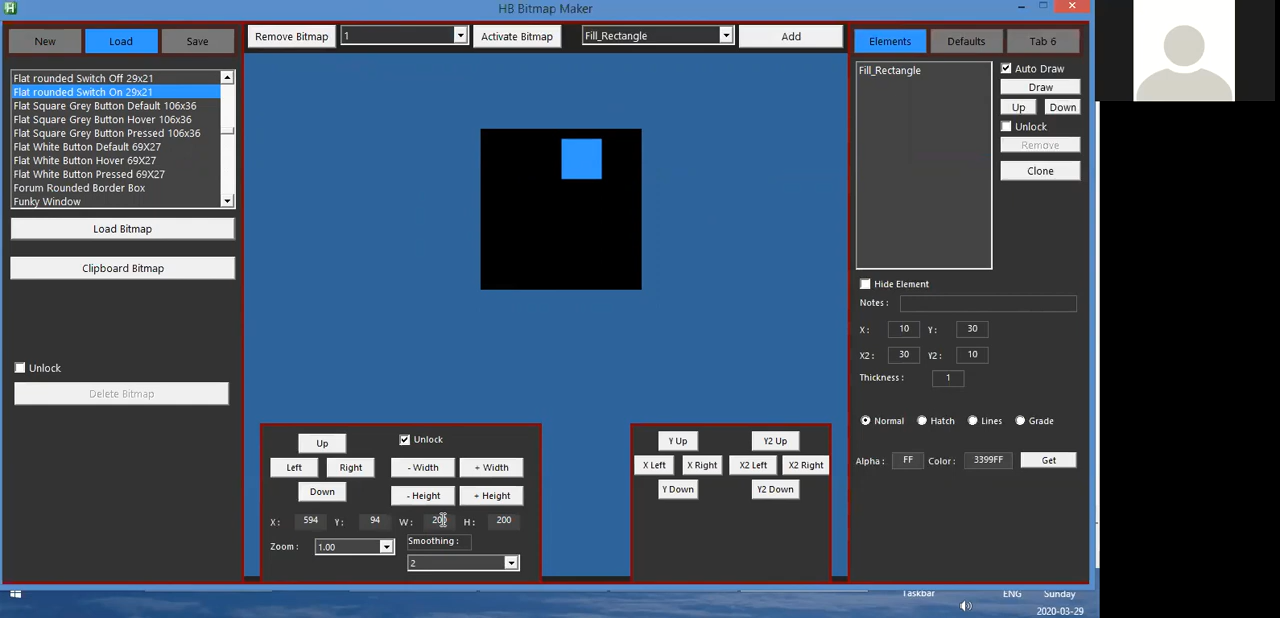 HB Bitmap Maker
New Load Save
Remove Bitmap 1 Activate Bitmap Fill_Rectangle Add
Elements Defaults Tab 6
Flat rounded Switch Off 29x21
Flat rounded Switch On 29x21
Flat Square Grey Button Default 106x36
Flat Square Grey Button Hover 106x36
Flat Square Grey Button Pressed 106x36
Flat White Button Default 69X27
Flat White Button Hover 69X27
Flat White Button Pressed 69X27
Forum Rounded Border Box
Funky Window
Load Bitmap
Clipboard Bitmap
Unlock
Delete Bitmap
Up Unlock
Left Right - Width + Width
Down - Height + Height
X : 594 Y : 94 W : 200 H : 200
Zoom : 1.00 Smoothing :
2
Y Up Y2 Up
X Left X Right X2 Left X2 Right
Y Down Y2 Down
Fill_Rectangle
Auto Draw
Draw
Up Down
Unlock
Remove
Clone
Hide Element
Notes :
X : 10 Y : 30
X2 : 30 Y2 : 10
Thickness : 1
Normal Hatch Lines Grade
Alpha : FF Color : 3399FF Get
Taskbar ENG Sunday
2020-03-29